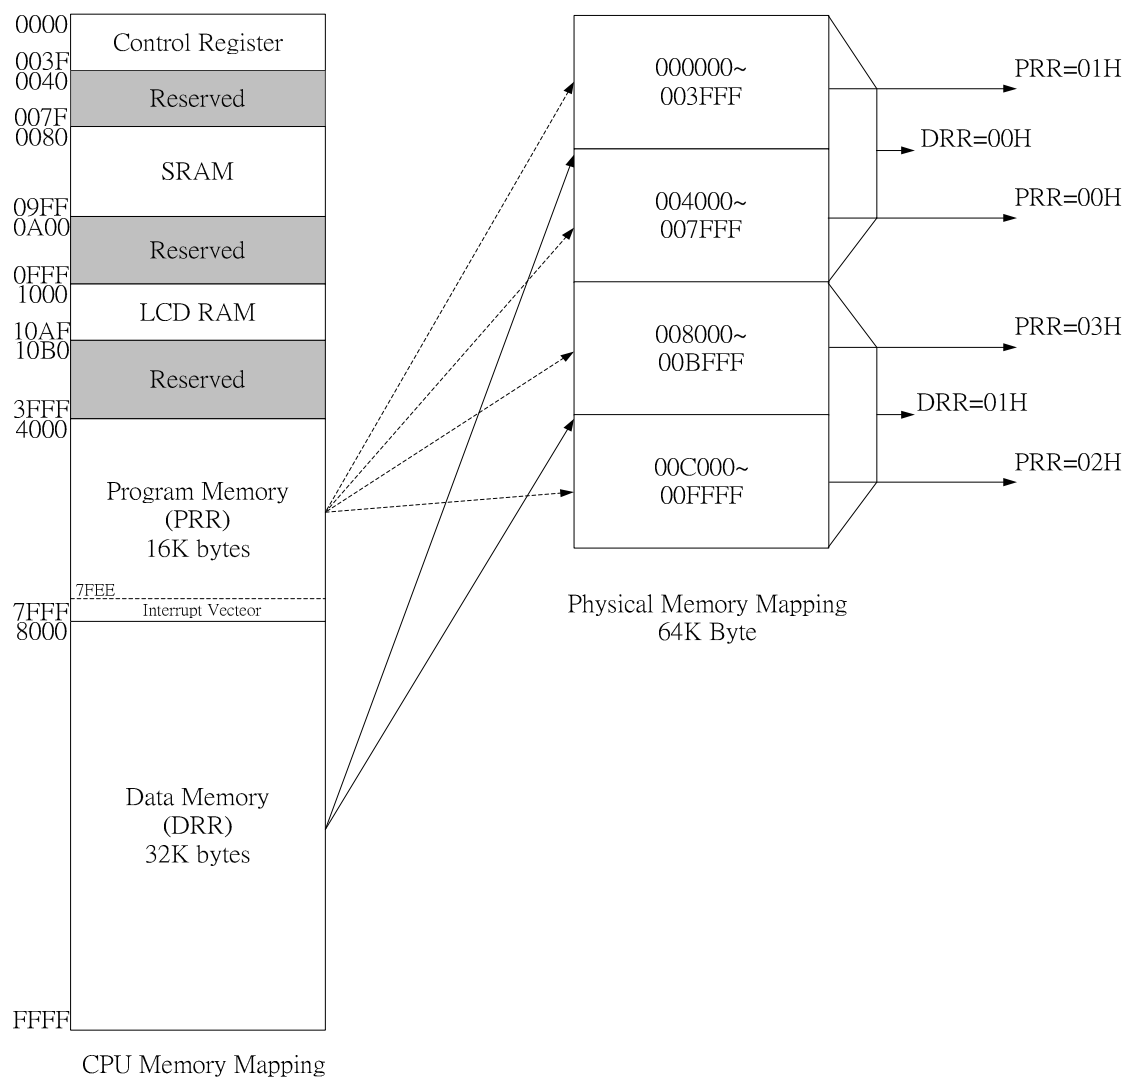 0000
Control Register
003F
0040
Reserved
007F
0080
SRAM
09FF
0A00
Reserved
0FFF
1000
LCD RAM
10AF
10B0
Reserved
3FFF
4000
Program Memory
(PRR)
16K bytes
7FEE
Interrupt Vecteor
7FFF
8000
Data Memory
(DRR)
32K bytes
FFFF
CPU Memory Mapping
000000~
003FFF
004000~
007FFF
008000~
00BFFF
00C000~
00FFFF
Physical Memory Mapping
64K Byte
PRR=01H
DRR=00H
PRR=00H
PRR=03H
DRR=01H
PRR=02H